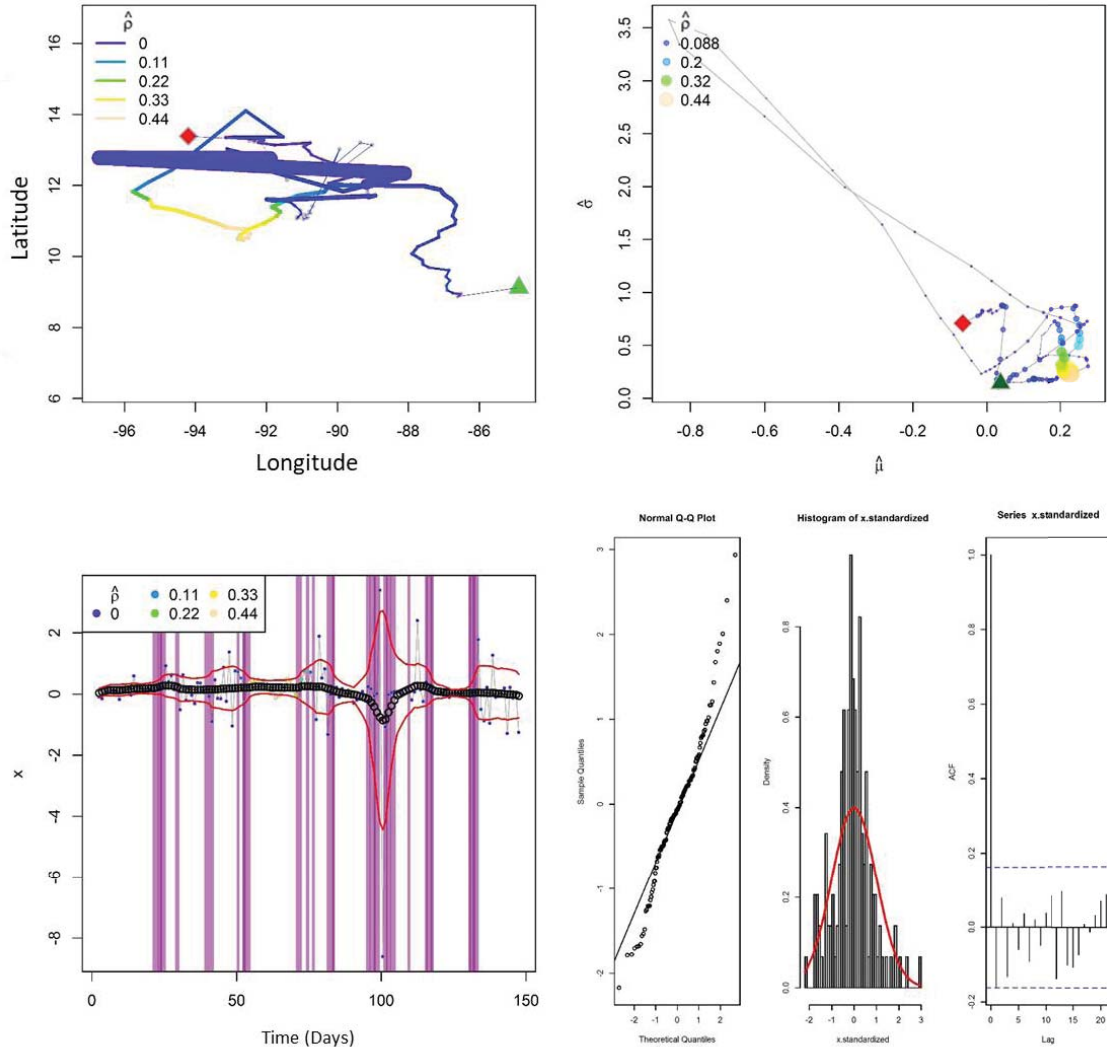 ρ̂
0
0.11
0.22
0.33
0.44
16
14
12
10
8
6
Latitude
-96 -94 -92 -90 -88 -86
Longitude
ρ̂
0.088
0.2
0.32
0.44
3.5
3.0
2.5
2.0
1.5
1.0
0.5
0.0
σ̂
-0.8 -0.6 -0.4 -0.2 0.0 0.2
μ̂
ρ̂ 0.11 0.33
0 0.22 0.44
2
0
-2
-4
-6
-8
x
0 50 100 150
Time (Days)
Normal Q-Q Plot
3
2
1
0
-1
-2
Sample Quantiles
-2 -1 0 1 2
Theoretical Quantiles
Histogram of x.standardized
0.8
0.6
0.4
0.2
0.0
Density
-2 -1 0 1 2 3
x.standardized
Series x.standardized
1.0
0.8
0.6
0.4
0.2
0.0
-0.2
ACF
0 5 10 15 20
Lag